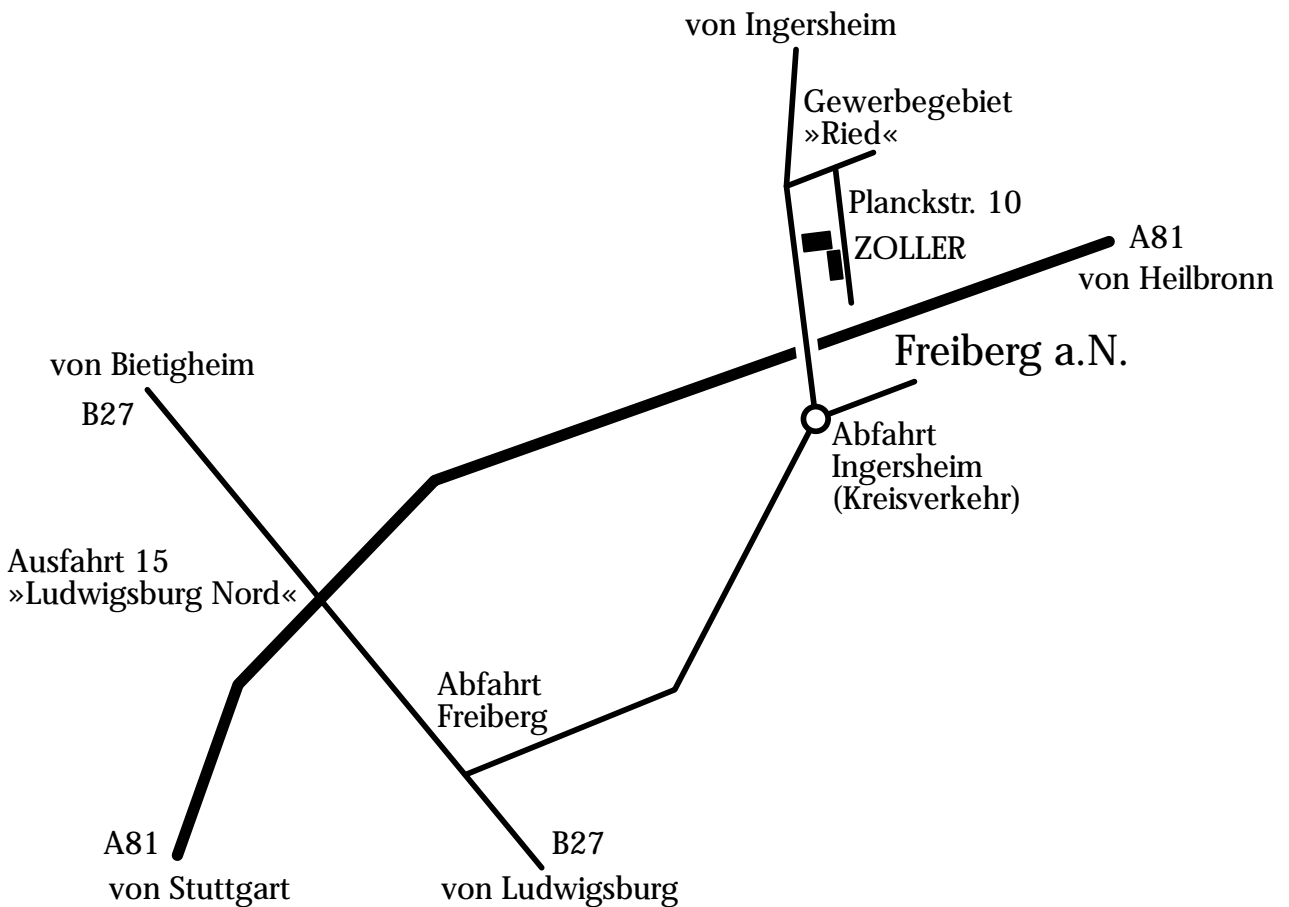 von Ingersheim
Gewerbegebiet
»Ried«
Planckstr. 10
ZOLLER
A81
von Heilbronn
Freiberg a.N.
von Bietigheim
B27
Abfahrt
Ingersheim
(Kreisverkehr)
Ausfahrt 15
»Ludwigsburg Nord«
Abfahrt
Freiberg
A81
von Stuttgart
B27
von Ludwigsburg